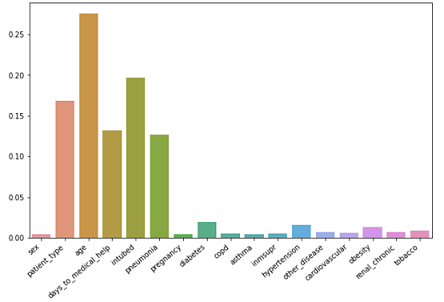 0.25
0.20
0.15
0.10
0.05
0.00
sex
patient_type
age
days_to_medical_help
intubed
pneumonia
pregnancy
diabetes
copd
asthma
inmsupr
hypertension
other_disease
cardiovascular
obesity
renal_chronic
tobacco